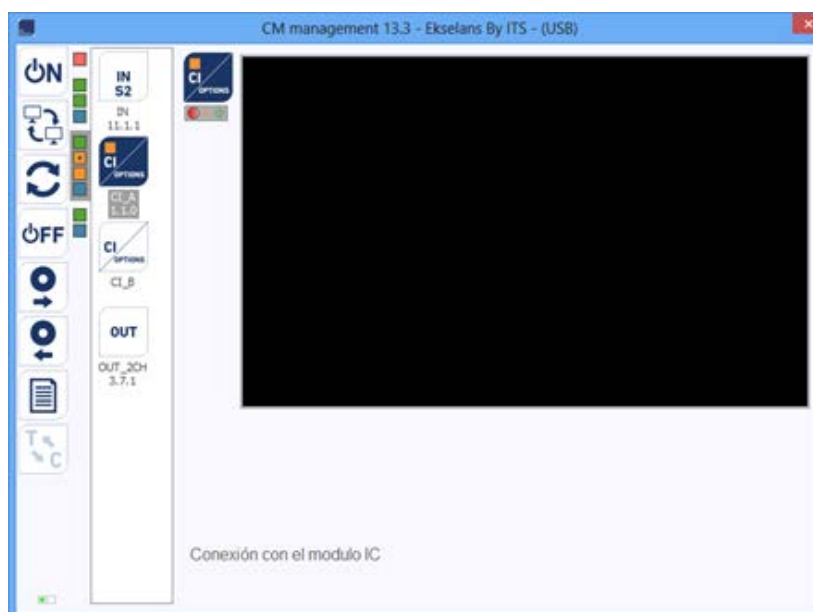 CM management 13.3 - Ekselans By ITS - (USB)
ON
IN
S2
IN
11.1.1
CI
OPTIONS
CI
OPTIONS
CI_A
1.1.0
OFF
CI
OPTIONS
CI_B
OUT
OUT_2CH
3.7.1
T
C
Conexión con el modulo IC